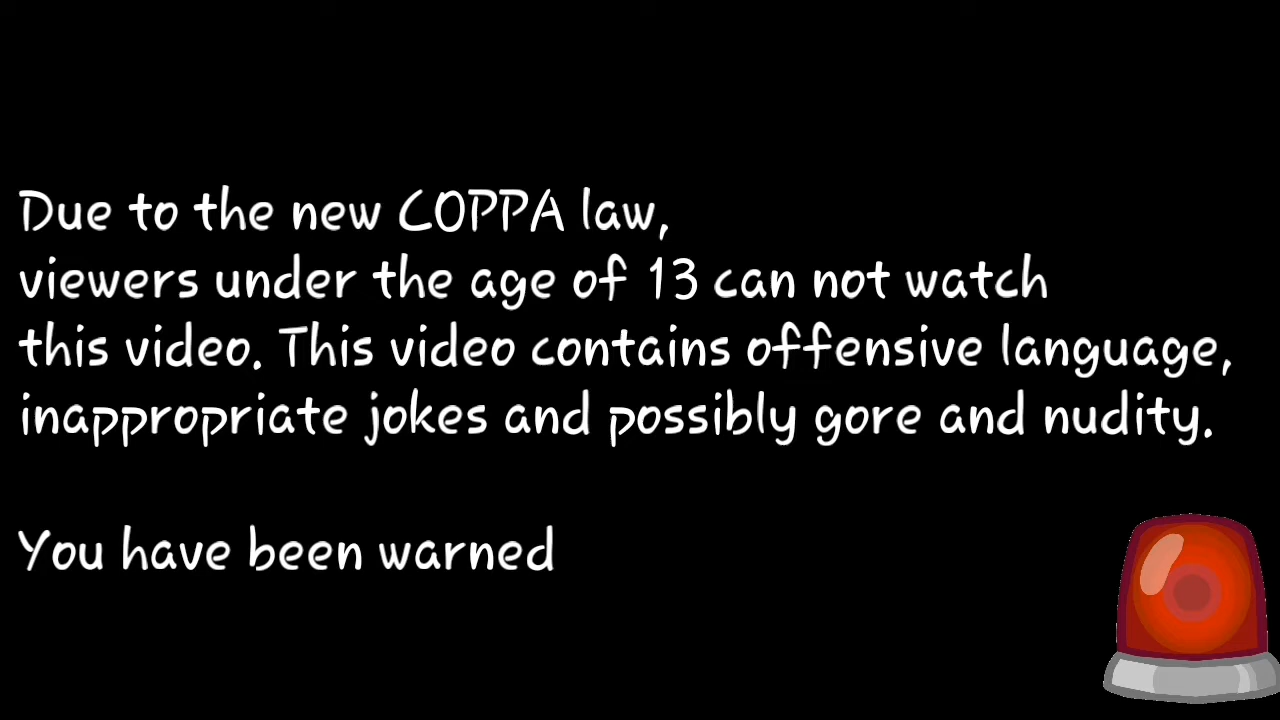 Due to the new COPPA law,
viewers under the age of 13 can not watch
this video. This video contains offensive language,
inappropriate jokes and possibly gore and nudity.
You have been warned